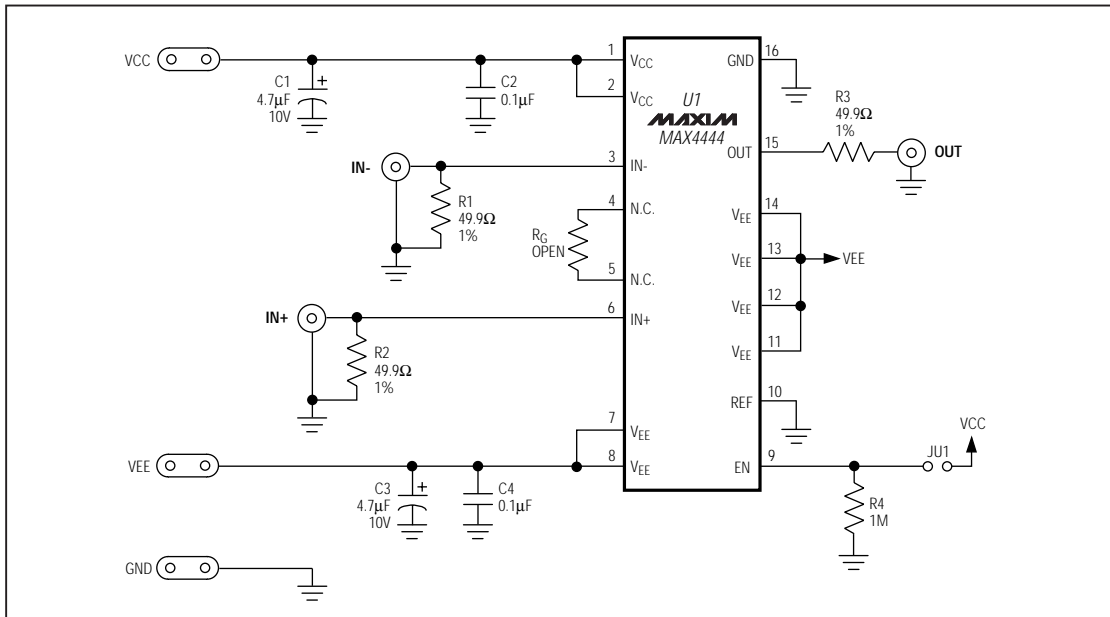 VCC
C1
4.7µF
10V
+
C2
0.1µF
1
VCC
2
VCC
U1
MAXIM
MAX4444
GND
16
R3
49.9Ω
1%
OUT
15
OUT
IN-
3
IN-
R1
49.9Ω
1%
4
N.C.
RG
OPEN
5
N.C.
VEE
14
VEE
13
VEE
VEE
12
VEE
11
IN+
6
IN+
R2
49.9Ω
1%
REF
10
7
VEE
VEE
8
VEE
EN
9
JU1
VCC
C3
4.7µF
10V
+
C4
0.1µF
R4
1M
GND